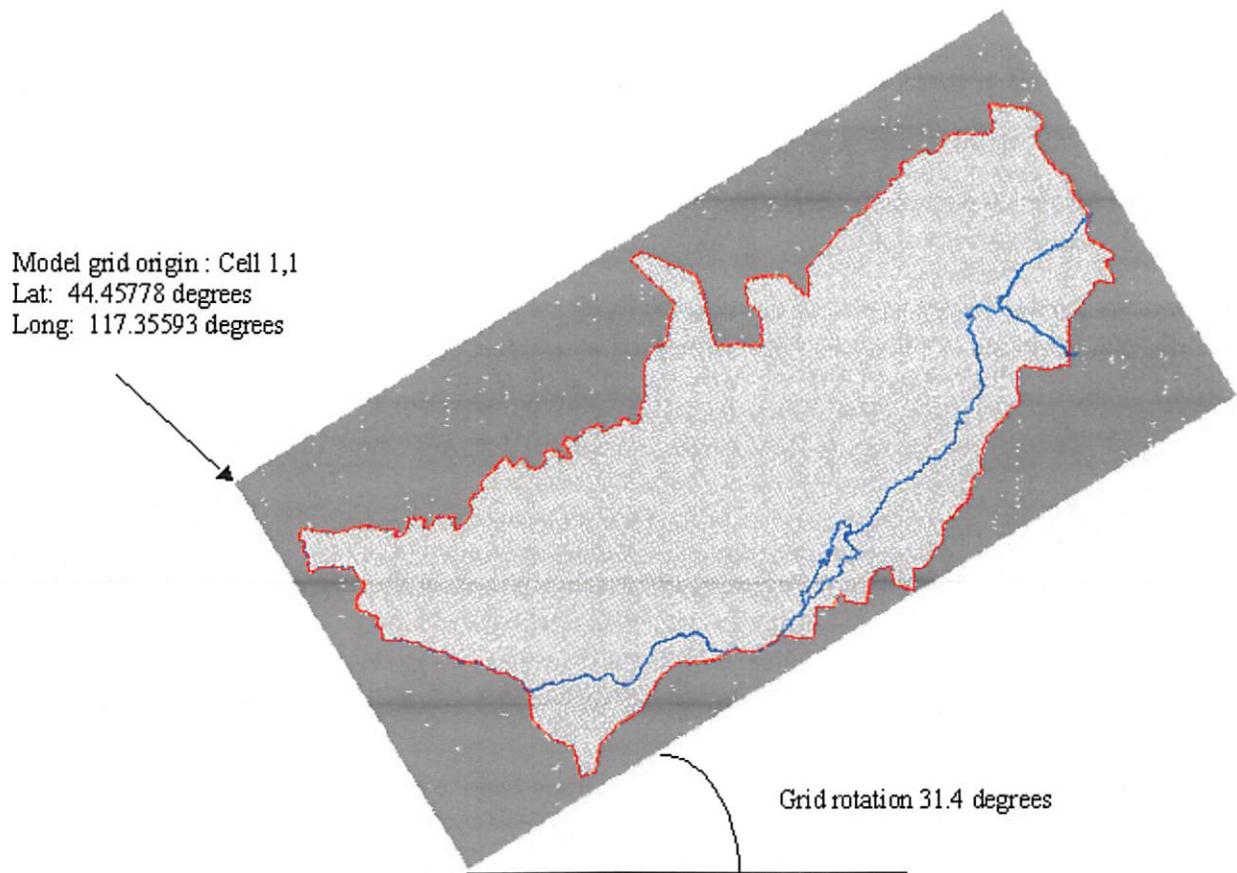 Model grid origin : Cell 1,1
Lat: 44.45778 degrees
Long: 117.35593 degrees
Grid rotation 31.4 degrees